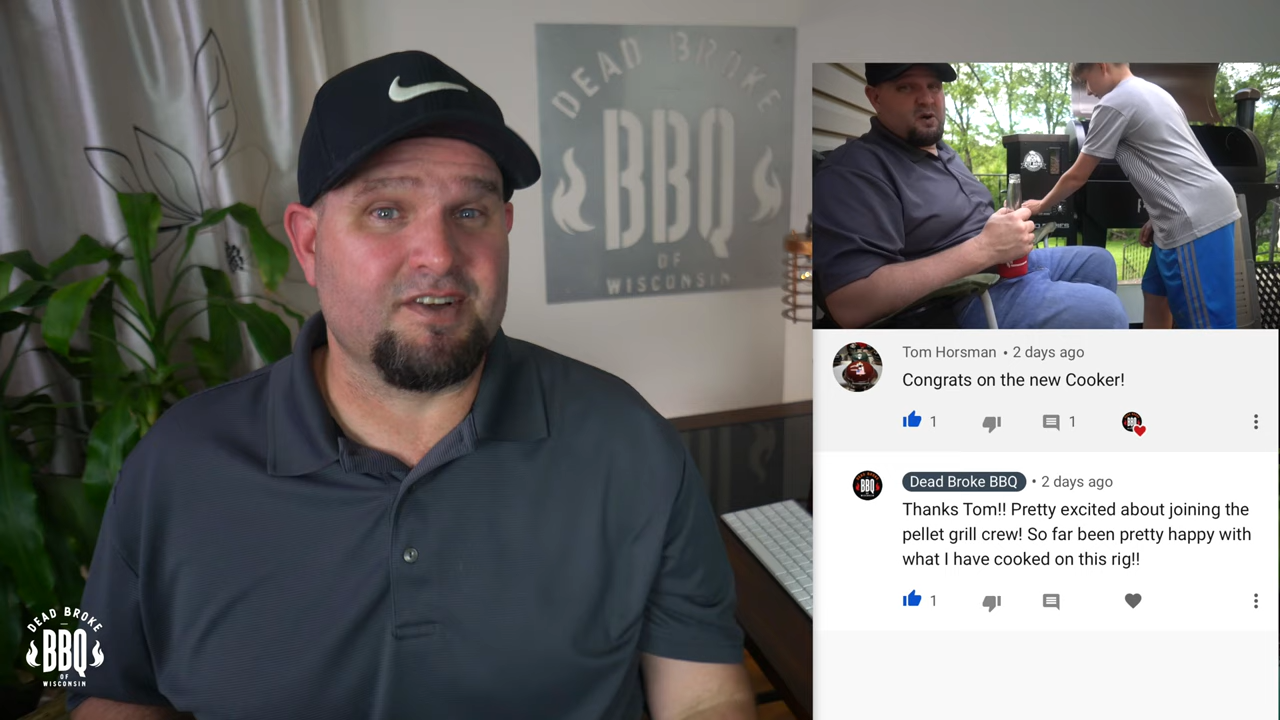 DEAD BROKE
BBQ
OF
WISCONSIN
Tom Horsman • 2 days ago
Congrats on the new Cooker!
1
1
BBQ
Dead Broke BBQ • 2 days ago
BBQ
Thanks Tom!! Pretty excited about joining the
pellet grill crew! So far been pretty happy with
what I have cooked on this rig!!
1
DEAD BROKE
BBQ
OF
WISCONSIN